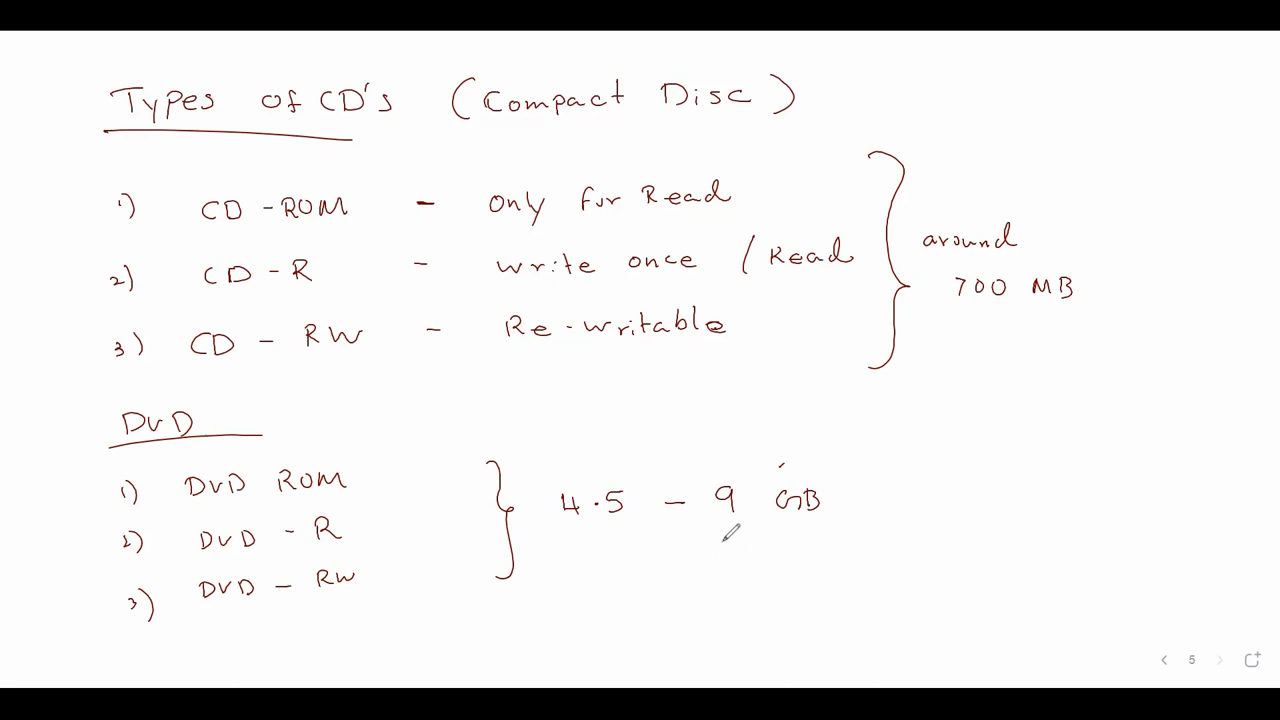 Types of CD's (Compact Disc)
1) CD-ROM - Only for Read
2) CD-R - Write once / Read
3) CD - RW - Re-writable
around
700 MB
DVD
1) DVD ROM
2) DVD - R
3) DVD - RW
4.5 - 9 GB
5